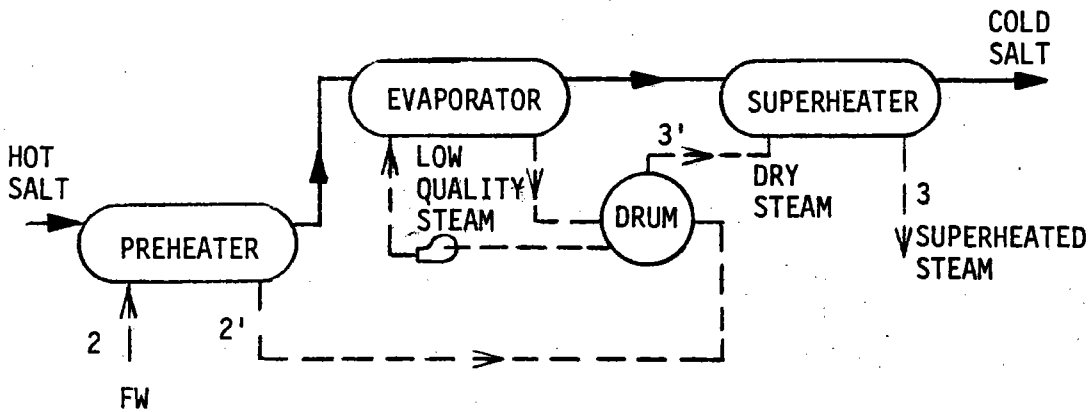 COLD
SALT
EVAPORATOR
SUPERHEATER
HOT
SALT
LOW
QUALITY
STEAM
3'
DRY
STEAM
DRUM
3
SUPERHEATED
STEAM
PREHEATER
2
2'
FW